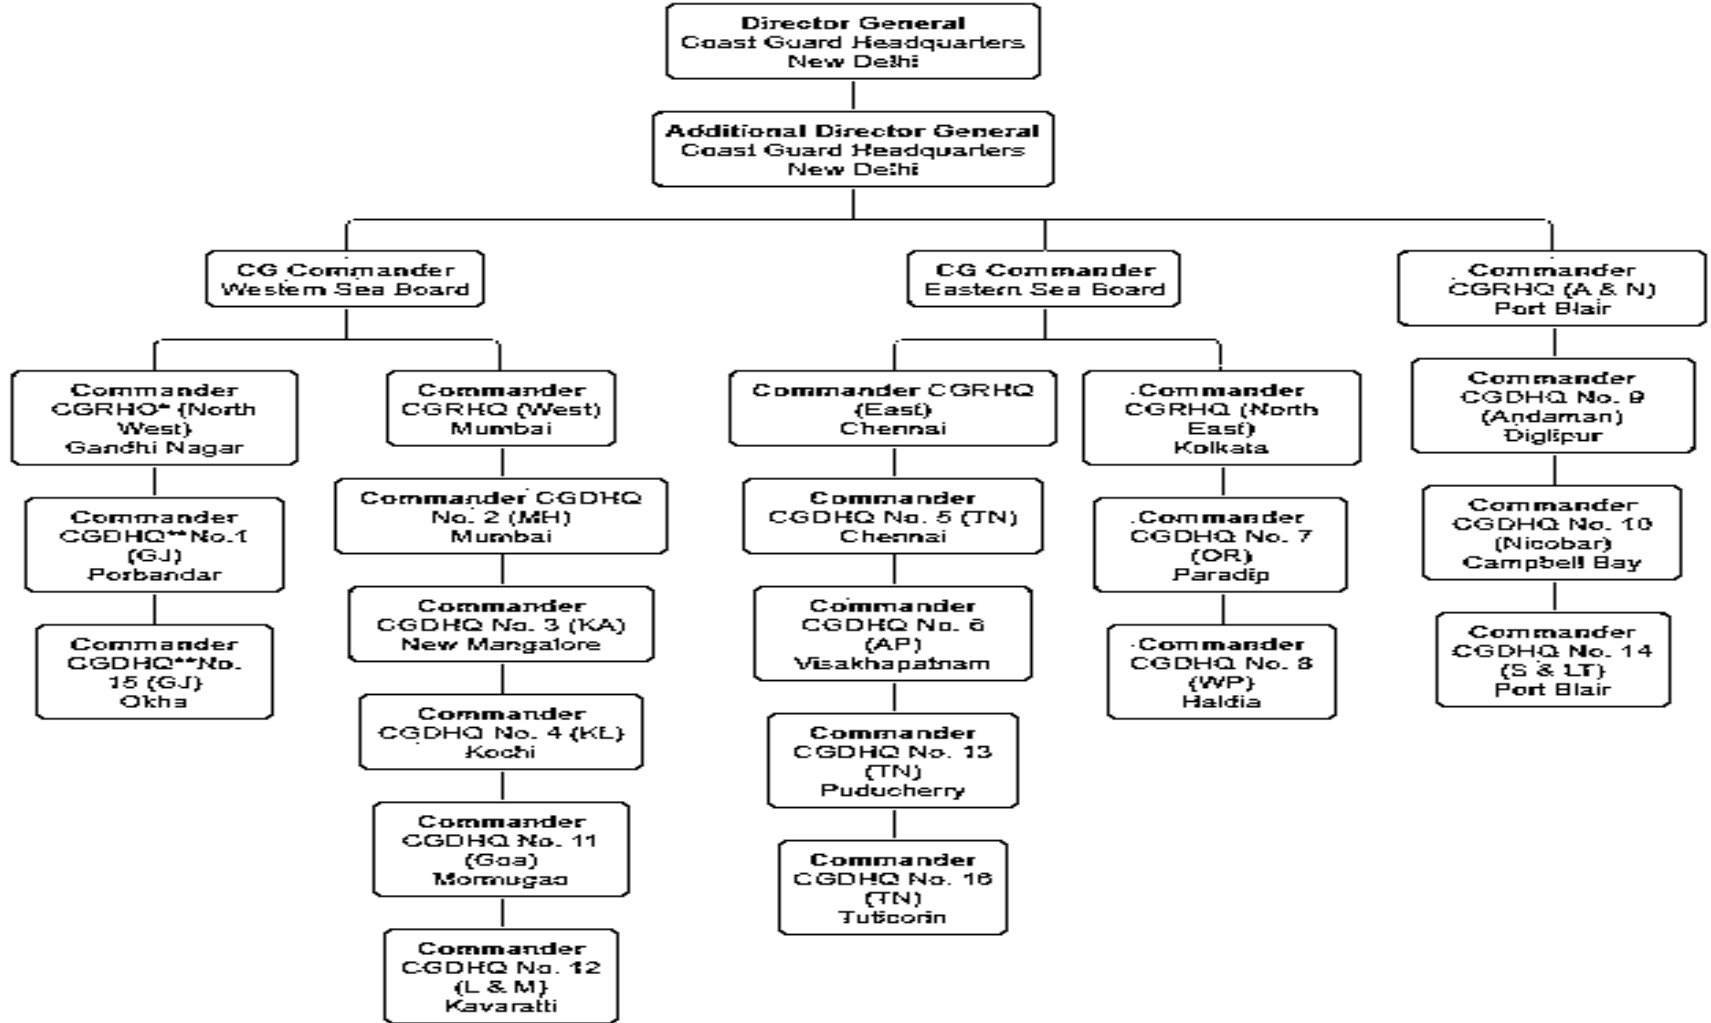 Director General
Coast Guard Headquarters
New Delhi
Additional Director General
Coast Guard Headquarters
New Delhi
CG Commander
Western Sea Board
CG Commander
Eastern Sea Board
Commander
CGRHQ (A & N)
Port Blair
Commander
CGRHQ* (North
West)
Gandhi Nagar
Commander
CGDHQ**No.1
(GJ)
Porbandar
Commander
CGDHQ**No.
15 (GJ)
Okha
Commander
CGRHQ (West)
Mumbai
Commander CGDHQ
No. 2 (MH)
Mumbai
Commander
CGDHQ No. 3 (KA)
New Mangalore
Commander
CGDHQ No. 4 (KL)
Kochi
Commander
CGDHQ No. 11
(Goa)
Mormugao
Commander
CGDHQ No. 12
(L & M)
Kavaratti
Commander CGRHQ
(East)
Chennai
Commander
CGDHQ No. 5 (TN)
Chennai
Commander
CGDHQ No. 6
(AP)
Visakhapatnam
Commander
CGDHQ No. 13
(TN)
Puducherry
Commander
CGDHQ No. 16
(TN)
Tuticorin
.Commander
CGRHQ (North
East)
Kolkata
.Commander
CGDHQ No. 7
(OR)
Paradip
.Commander
CGDHQ No. 8
(WP)
Haldia
Commander
CGDHQ No. 9
(Andaman)
Diglipur
Commander
CGDHQ No. 10
(Nicobar)
Campbell Bay
Commander
CGDHQ No. 14
(S & LT)
Port Blair